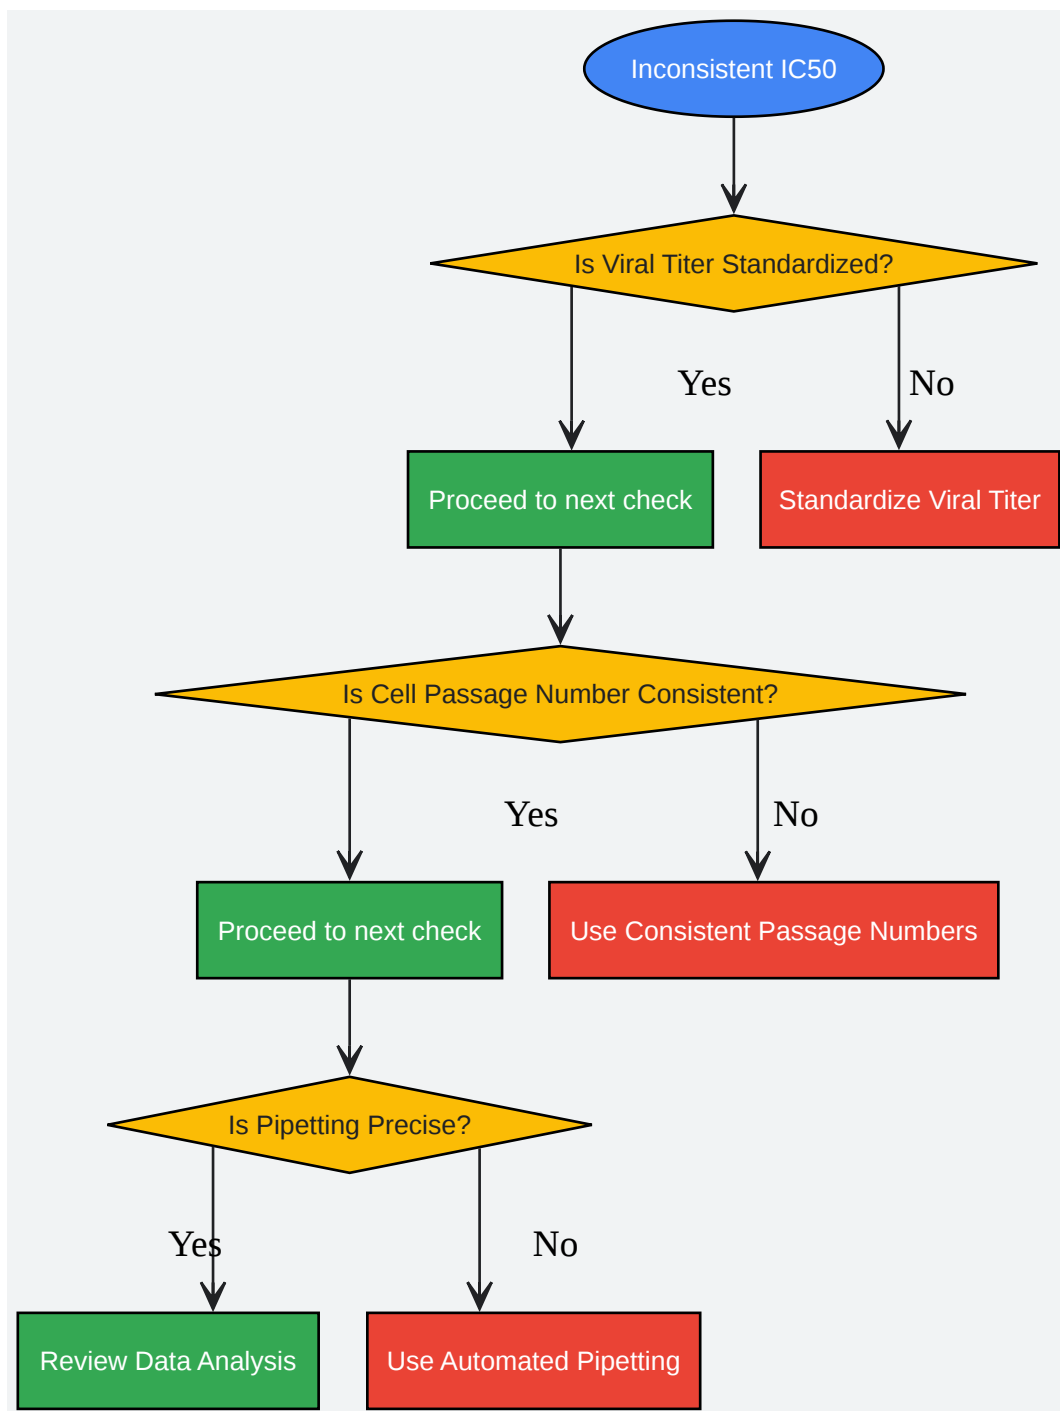 Inconsistent IC50
Is Viral Titer Standardized?
Yes
No
Proceed to next check
Standardize Viral Titer
Is Cell Passage Number Consistent?
Yes
No
Proceed to next check
Use Consistent Passage Numbers
Is Pipetting Precise?
Yes
No
Review Data Analysis
Use Automated Pipetting